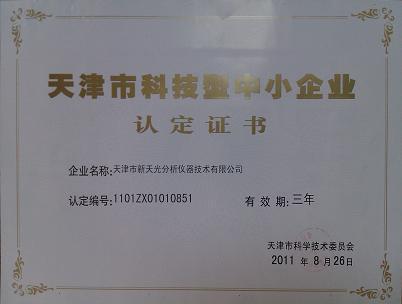 天津市科技型中小企业
认定证书
企业名称:天津市新天光分析仪器技术有限公司
认定编号:1101ZX01010851 有效期:三年
天津市科学技术委员会
2011 年 8 月 26 日